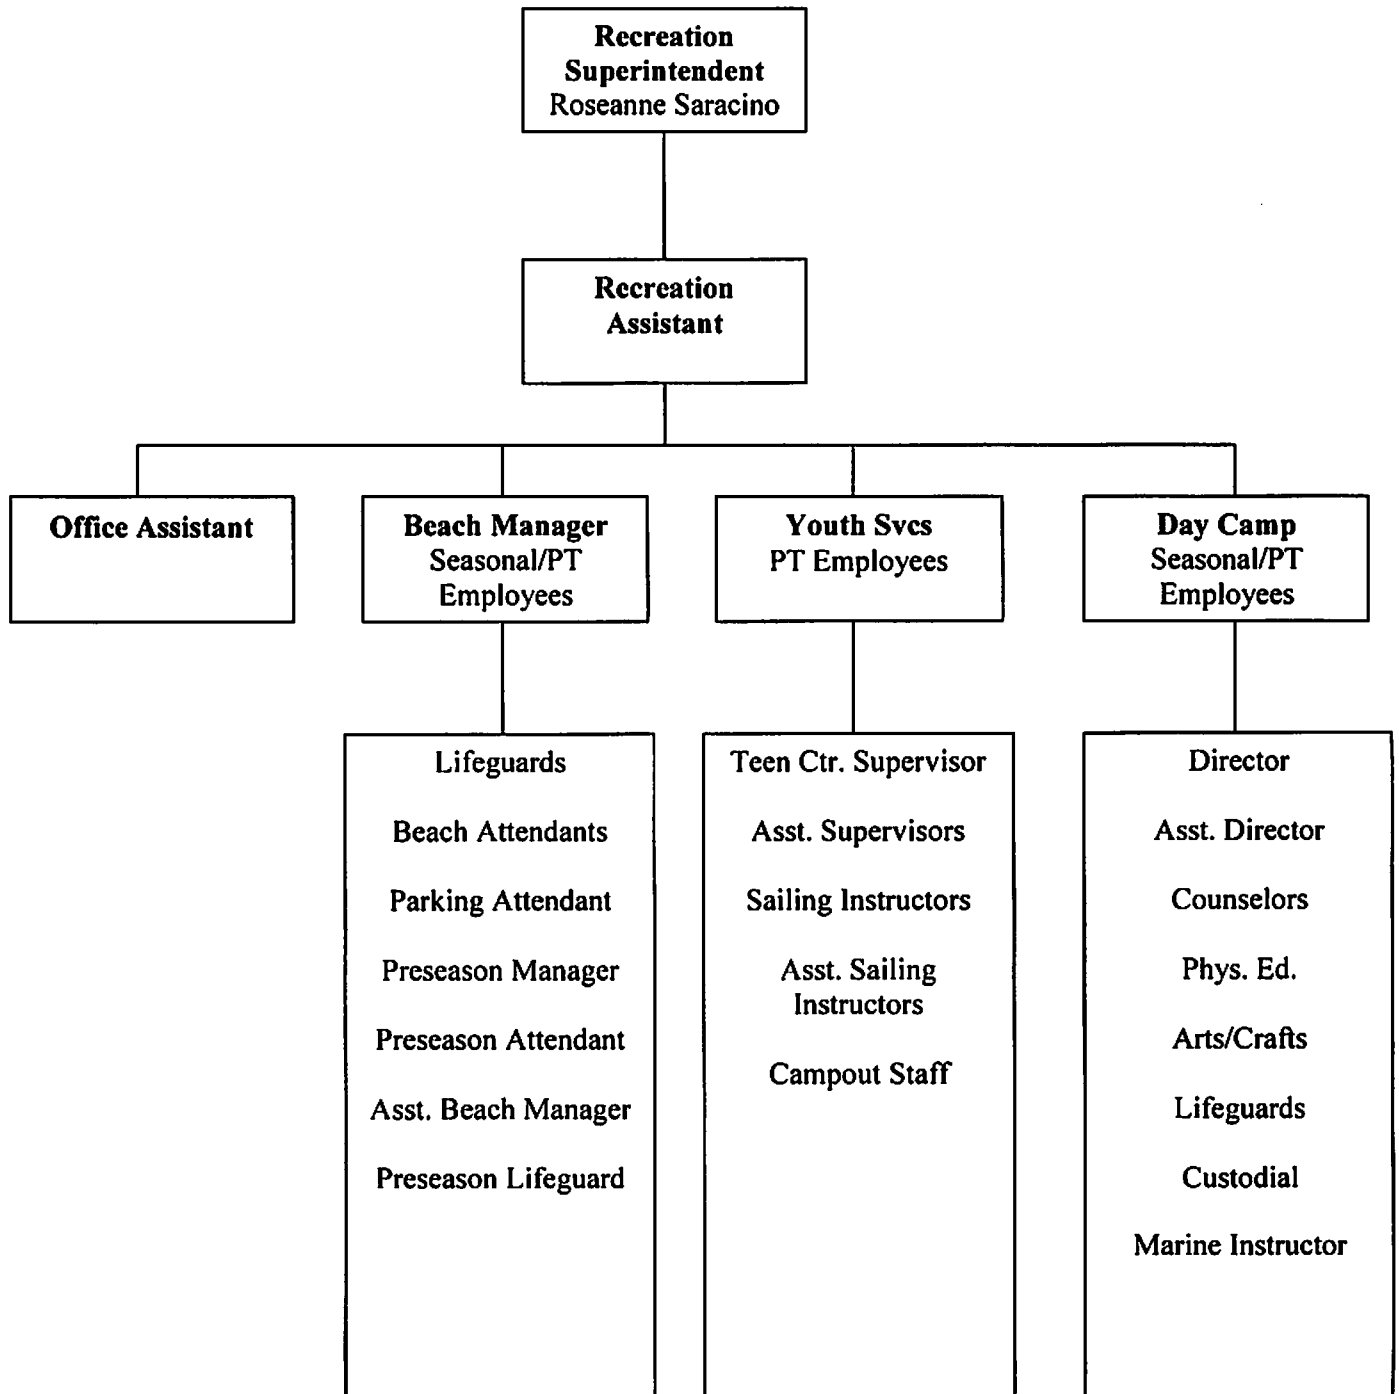 Recreation
Superintendent
Roseanne Saracino
Recreation
Assistant
Office Assistant
Beach Manager
Seasonal/PT
Employees
Youth Svcs
PT Employees
Day Camp
Seasonal/PT
Employees
Lifeguards
Beach Attendants
Parking Attendant
Preseason Manager
Preseason Attendant
Asst. Beach Manager
Preseason Lifeguard
Teen Ctr. Supervisor
Asst. Supervisors
Sailing Instructors
Asst. Sailing
Instructors
Campout Staff
Director
Asst. Director
Counselors
Phys. Ed.
Arts/Crafts
Lifeguards
Custodial
Marine Instructor